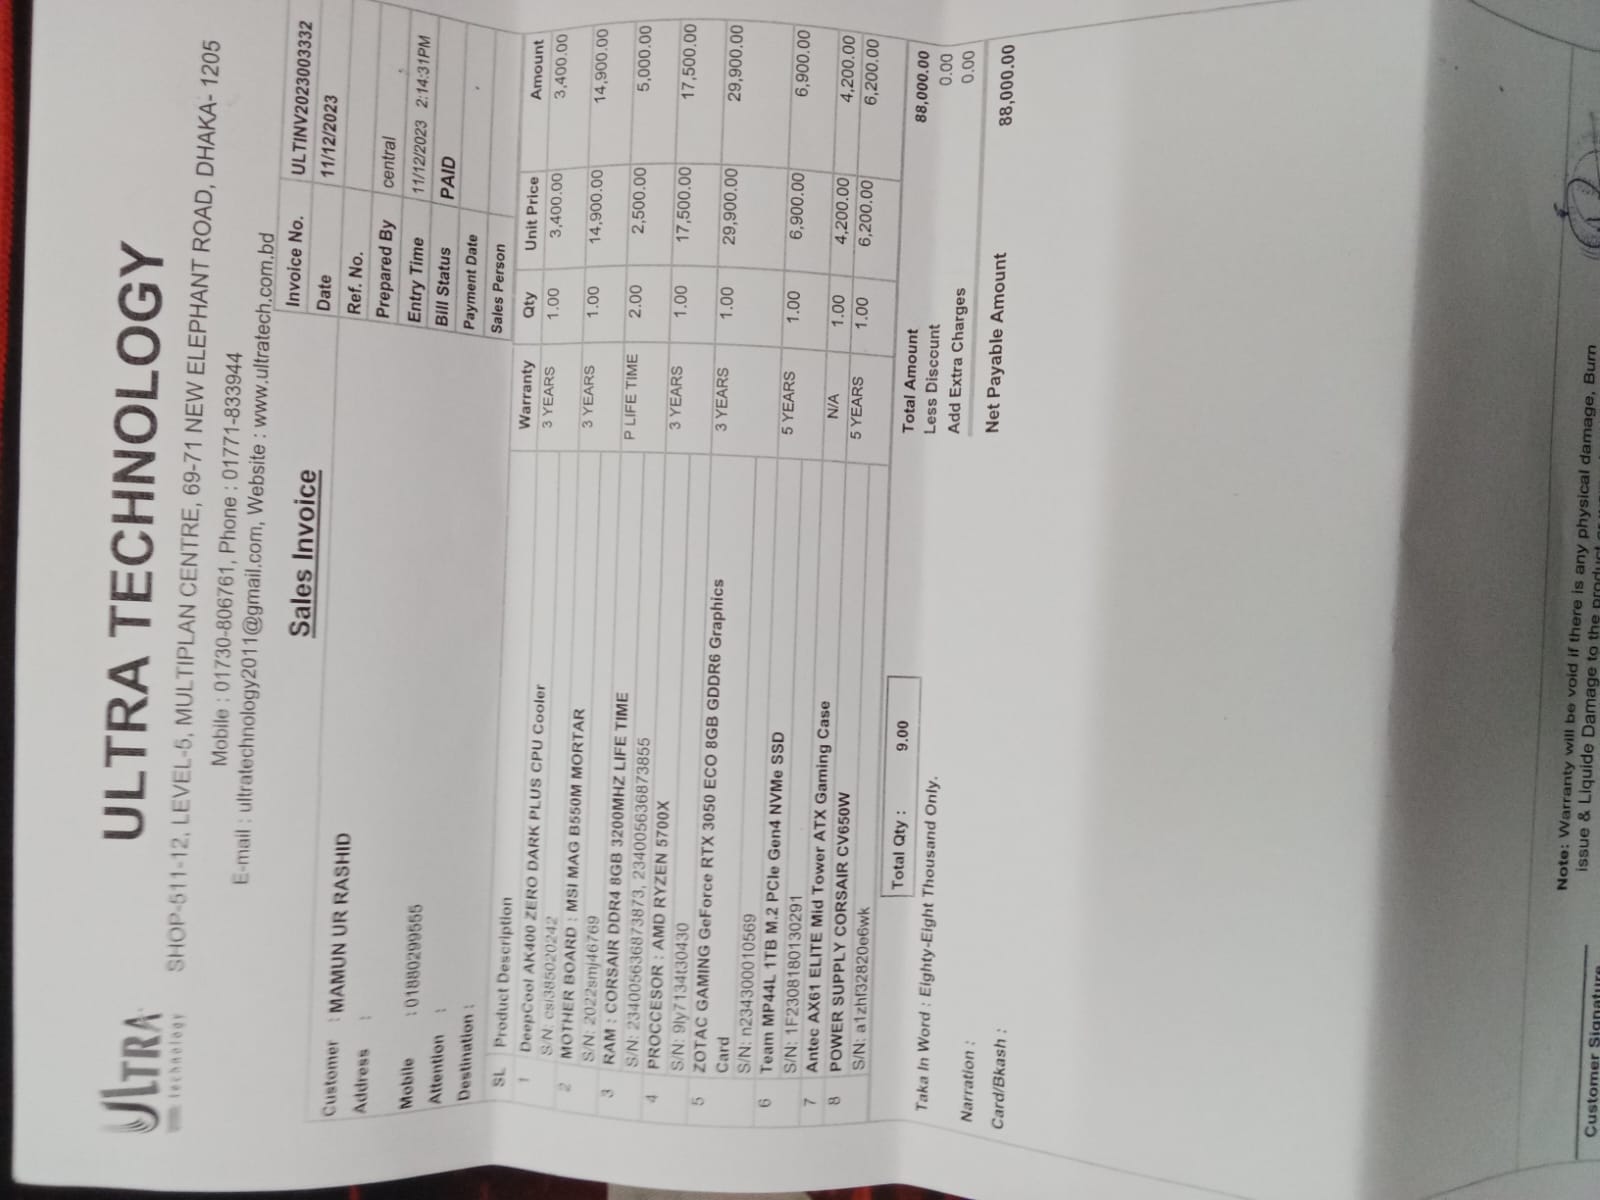 ULTRA
technology
ULTRA TECHNOLOGY
SHOP-511-12, LEVEL-5, MULTIPLAN CENTRE, 69-71 NEW ELEPHANT ROAD, DHAKA- 1205
Mobile : 01730-806761, Phone : 01771-833944
E-mail : ultratechnology2011@gmail.com, Website : www.ultratech.com.bd
Sales Invoice
Customer : MAMUN UR RASHID
Address :
Mobile : 01880299555
Attention :
Destination :
Invoice No. ULTINV2023003332
Date 11/12/2023
Ref. No.
Prepared By central
Entry Time 11/12/2023 2:14:31PM
Bill Status PAID
Payment Date
Sales Person
SL Product Description Warranty Qty Unit Price Amount
1 DeepCool AK400 ZERO DARK PLUS CPU Cooler 3 YEARS 1.00 3,400.00 3,400.00
S/N: csi385020242
2 MOTHER BOARD : MSI MAG B550M MORTAR 3 YEARS 1.00 14,900.00 14,900.00
S/N: 2022smj46769
3 RAM : CORSAIR DDR4 8GB 3200MHZ LIFE TIME P LIFE TIME 2.00 2,500.00 5,000.00
S/N: 234005636873873, 234005636873855
4 PROCCESOR : AMD RYZEN 5700X 3 YEARS 1.00 17,500.00 17,500.00
S/N: 9ly7134t30430
5 ZOTAC GAMING GeForce RTX 3050 ECO 8GB GDDR6 Graphics 3 YEARS 1.00 29,900.00 29,900.00
Card
S/N: n234300010569
6 Team MP44L 1TB M.2 PCIe Gen4 NVMe SSD 5 YEARS 1.00 6,900.00 6,900.00
S/N: 1F2308180130291
7 Antec AX61 ELITE Mid Tower ATX Gaming Case N/A 1.00 4,200.00 4,200.00
8 POWER SUPPLY CORSAIR CV650W 5 YEARS 1.00 6,200.00 6,200.00
S/N: a1zhf32820e6wk
Total Qty : 9.00
Taka In Word : Eighty-Eight Thousand Only.
Narration :
Card/Bkash :
Total Amount 88,000.00
Less Disccunt 0.00
Add Extra Charges 0.00
Net Payable Amount 88,000.00
Customer Signature
Note: Warranty will be void if there is any physical damage, Burn
issue & Liquide Damage to the product